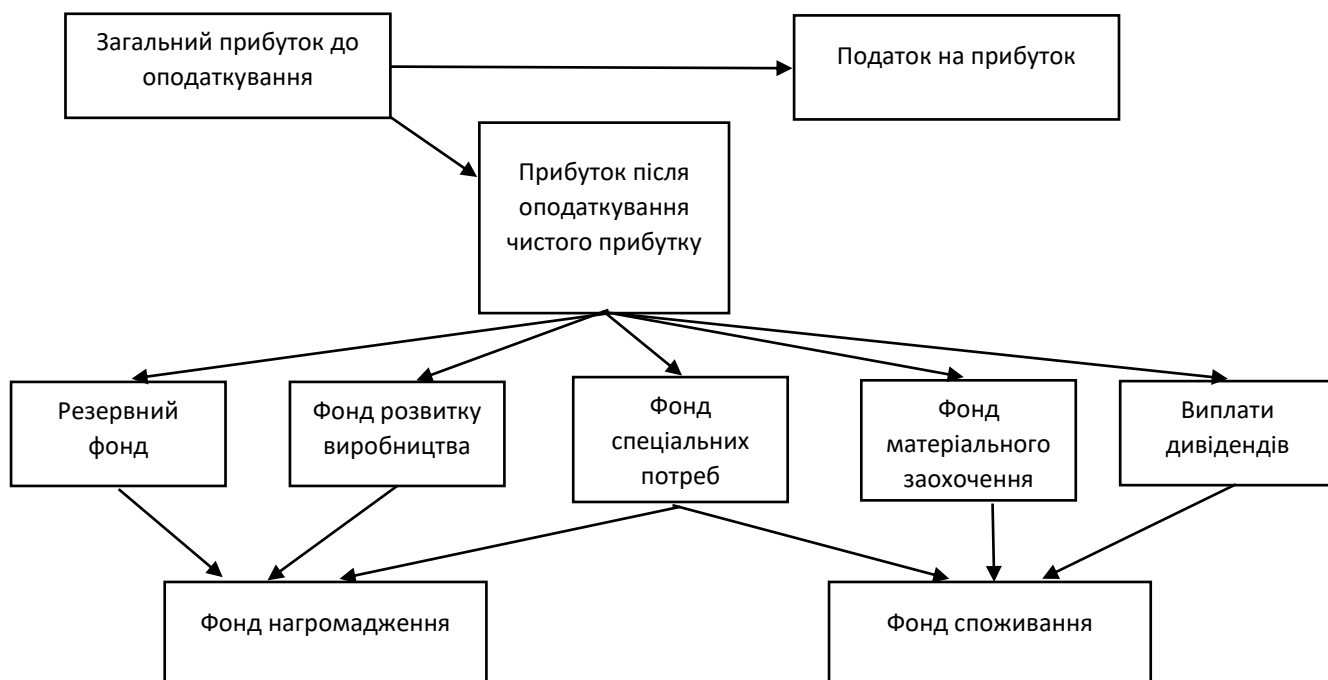 Загальний прибуток до
оподаткування
Податок на прибуток
Прибуток після
оподаткування
чистого прибутку
Резервний
фонд
Фонд розвитку
виробництва
Фонд
спеціальних
потреб
Фонд
матеріального
заохочення
Виплати
дивідендів
Фонд нагромадження
Фонд споживання